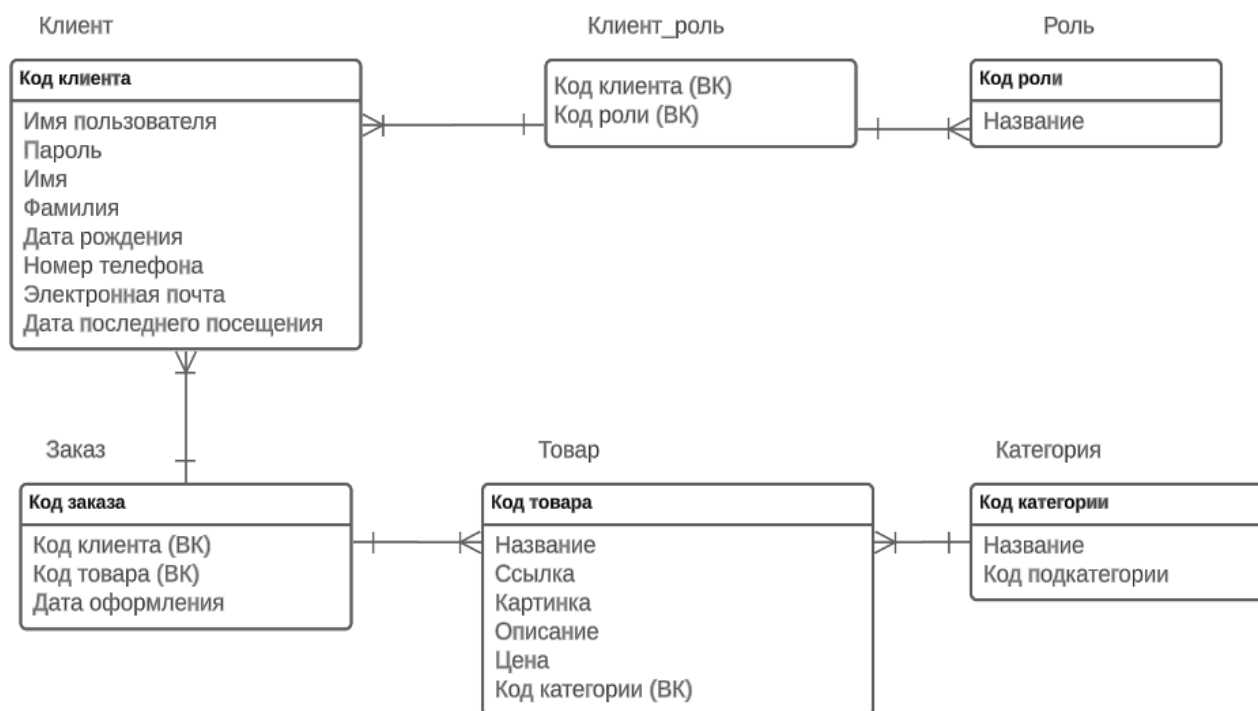 Клиент
Клиент_роль
Роль
Код клиента
Имя пользователя
Пароль
Имя
Фамилия
Дата рождения
Номер телефона
Электронная почта
Дата последнего посещения
Код клиента (ВК)
Код роли (ВК)
Код роли
Название
Заказ
Товар
Категория
Код заказа
Код клиента (ВК)
Код товара (ВК)
Дата оформления
Код товара
Название
Ссылка
Картинка
Описание
Цена
Код категории (ВК)
Код категории
Название
Код подкатегории